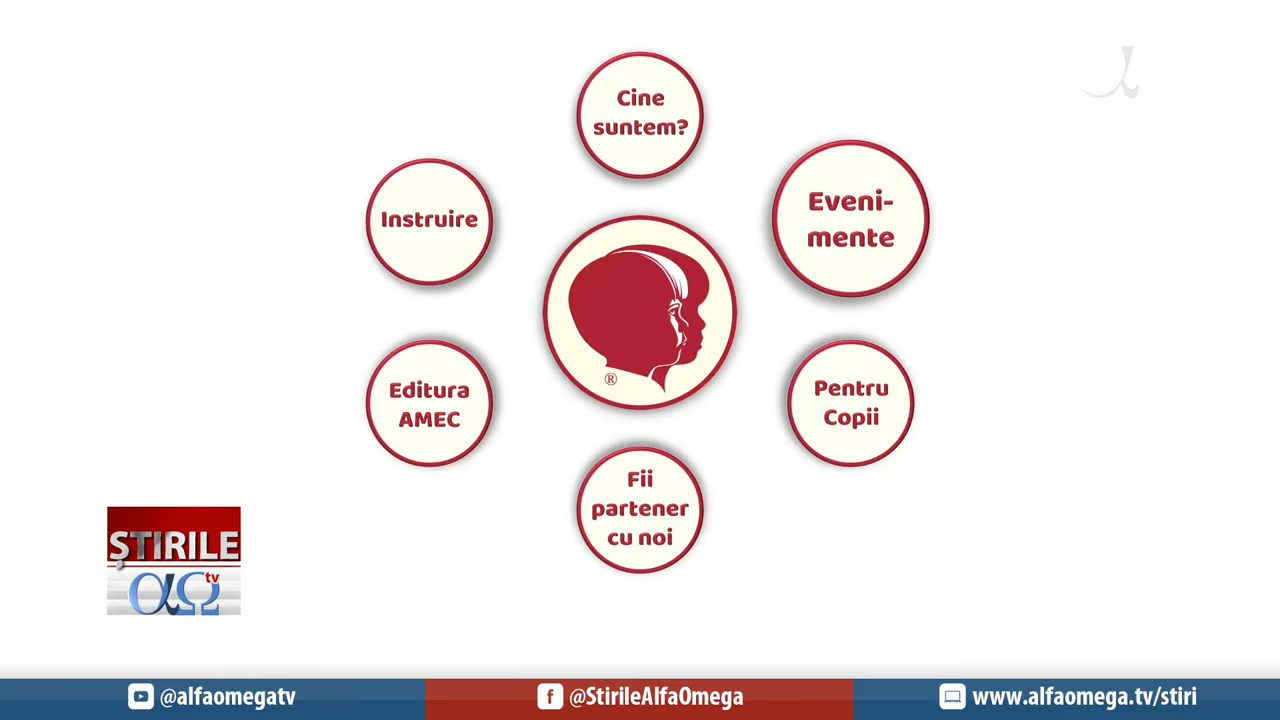 Cine
suntem?
Eveni-
mente
Instruire
®
Editura
AMEC
Pentru
Copii
Fii
partener
cu noi
ȘTIRILE
αΩ tv
@alfaomegatv
@StirileAlfaOmega
www.alfaomega.tv/stiri